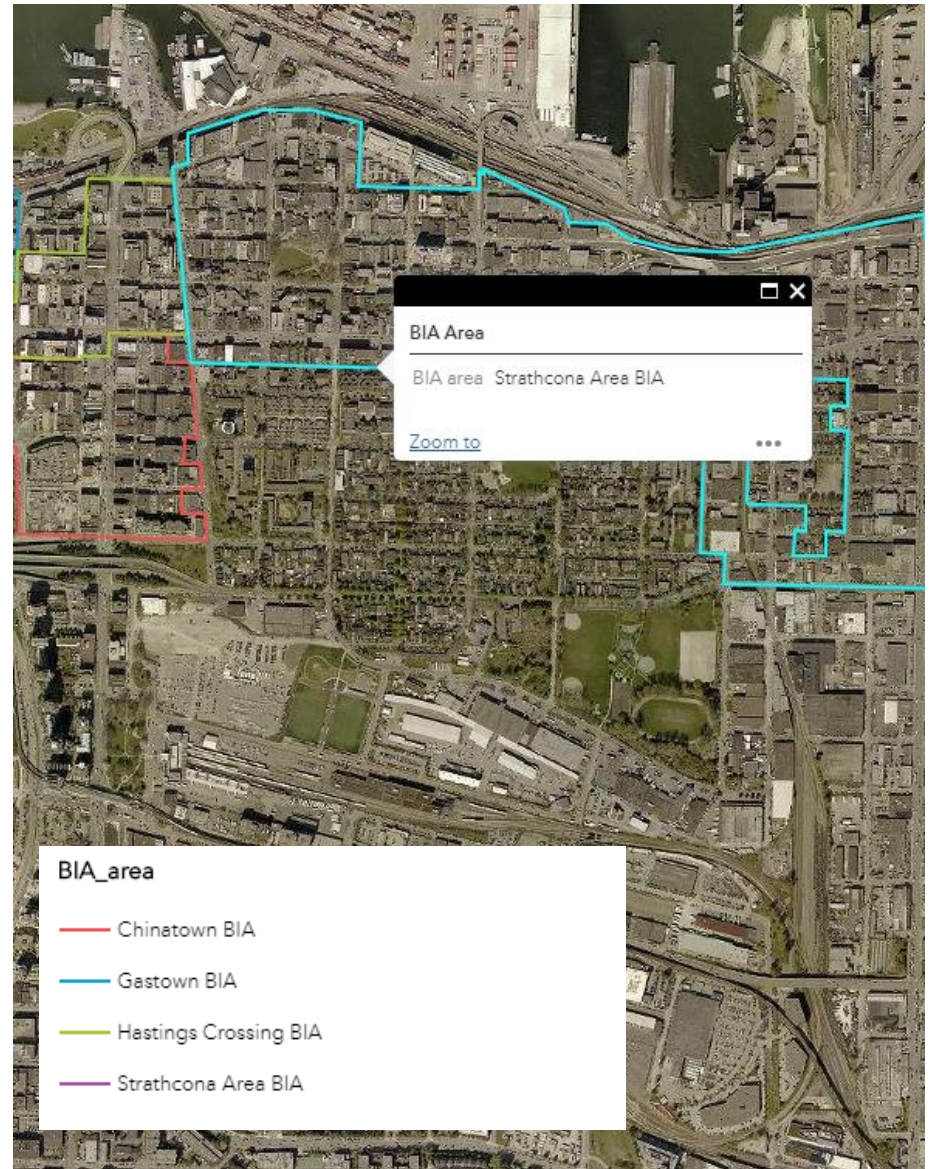 BIA Area
BIA area Strathcona Area BIA
Zoom to
BIA_area
Chinatown BIA
Gastown BIA
Hastings Crossing BIA
Strathcona Area BIA